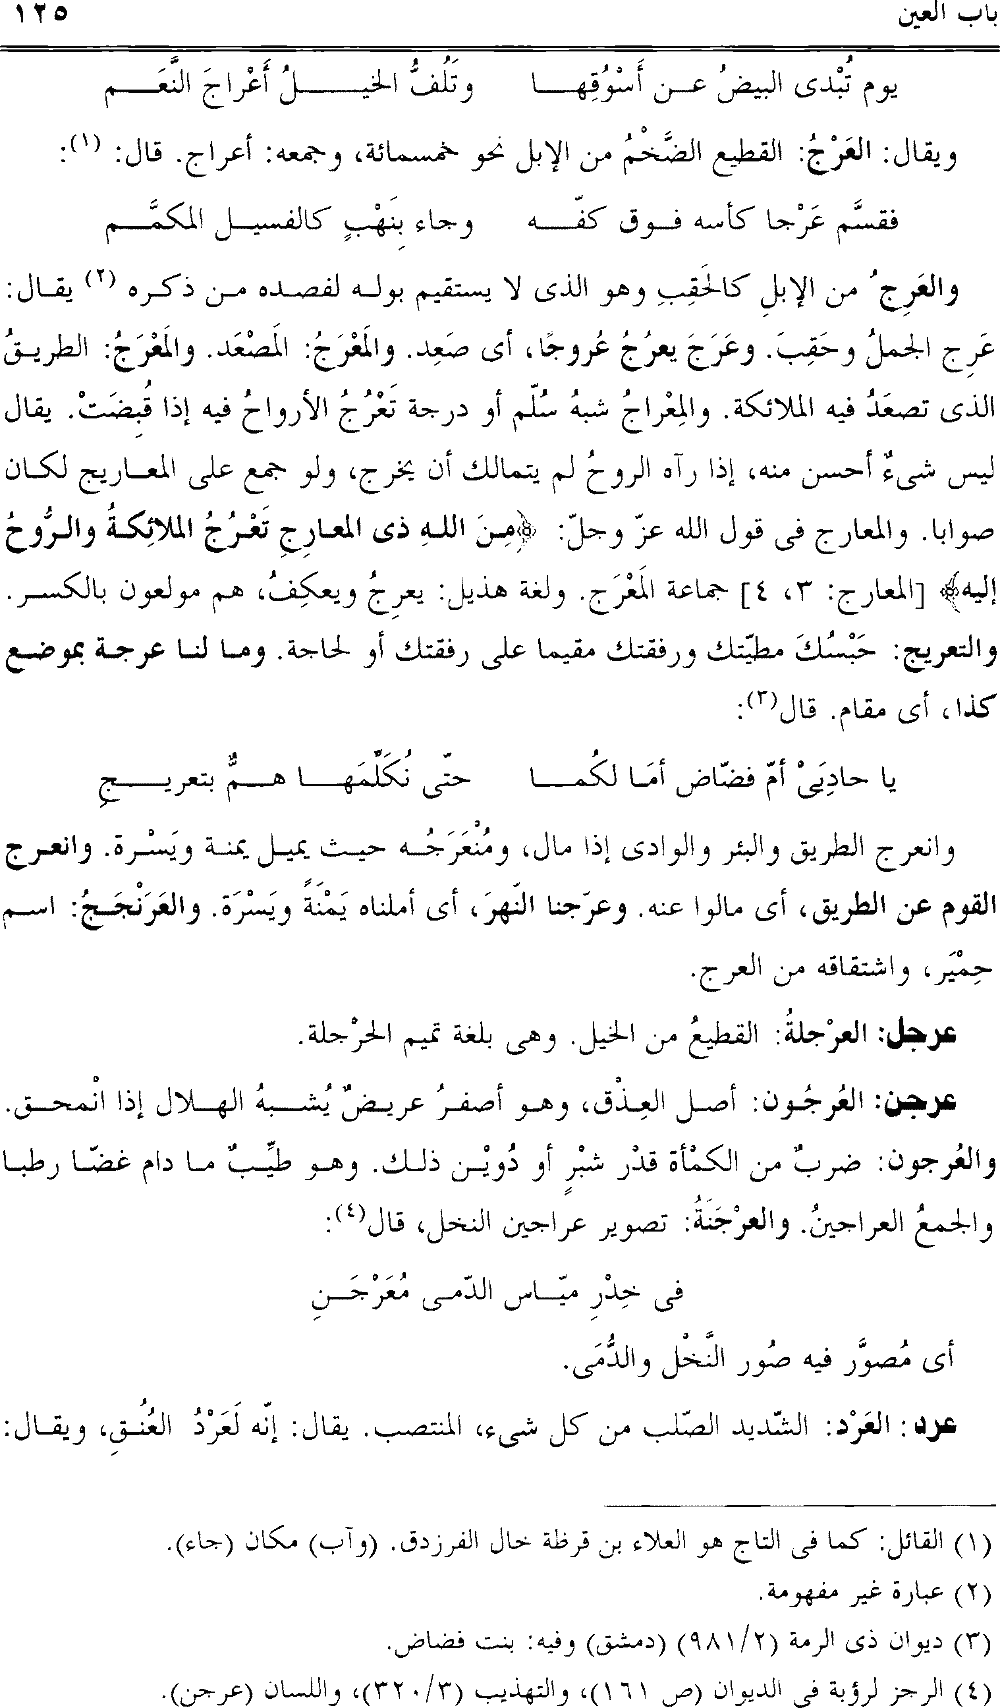 باب العين ١٢٥
يوم تُبْدى البيضُ عن أَسْوُقِها وتَلُفُّ الخيلُ أَعْراجَ النَّعَم
ويقال: العَرْجُ: القطيع الضَّخْمُ من الإبل نحو خمسمائة، وجمعه: أعراج. قال: (١):
فقسَّم عَرْجا كأسه فوق كفّه وجاء بِنَهْبٍ كالفسيل المكمَّم
والعَرِجُ من الإبلِ كالحَقِبِ وهو الذى لا يستقيم بوله لفصده من ذكره (٢) يقال:
عَرِج الجملُ وحَقِبَ. وعَرَجَ يعرُجُ عُروجًا، أى صَعِد. والمَعْرَجُ: المَصْعَد. والمَعْرَجُ: الطريقُ
الذى تصعَدُ فيه الملائكة. والمِعْراجُ شبهُ سُلّم أو درجة تَعْرُجُ الأرواحُ فيه إذا قُبِضَتْ. يقال
ليس شىءٌ أحسن منه، إذا رآه الروحُ لم يتمالك أن يخرج، ولو جمع على المعاريج لكان
صوابا. والمعارج فى قول الله عزّ وجلّ: ﴿مِنَ اللهِ ذى المعارِجِ تَعْرُجُ الملائِكةُ والرُّوحُ
إليه﴾ [المعارج: ٣، ٤] جماعة المَعْرَج. ولغة هذيل: يعرِجُ ويعكِفُ، هم مولعون بالكسر.
والتعريج: حَبْسُكَ مطيّتك ورفقتك مقيما على رفقتك أو لحاجة. وما لنا عرجة بموضع
كذا، أى مقام. قال(٣):
يا حادِيَىْ أمّ فضّاض أمَا لكُما حتّى نُكَلِّمَها همٌّ بتعريجِ
وانعرج الطريق والبئر والوادى إذا مال، ومُنْعَرَجُه حيث يميل يمنة ويَسْرة. وانعرج
القوم عن الطريق، أى مالوا عنه. وعرّجنا النّهرَ، أى أملناه يَمْنَةً ويَسْرَة. والعَرَنْجَجُ: اسم
حِمْيَر، واشتقاقه من العرج.
عرجل: العرْجلةُ: القطيعُ من الخيل. وهى بلغة تميم الحرْجلة.
عرجن: العُرجُون: أصل العِذْق، وهو أصفرُ عريضٌ يُشبهُ الهلال إذا انْمحق.
والعُرجون: ضربٌ من الكمْأة قدْر شبْرٍ أو دُويْن ذلك. وهو طيِّبٌ ما دام غضّا رطبا
والجمعُ العراجينُ. والعرْجَنَةُ: تصوير عراجين النخل، قال(٤):
فى خِدْرِ ميّاس الدّمى مُعَرْجَنِ
أى مُصوَّر فيه صُور النَّخْل والدُّمَى.
عرد: العَرْد: الشّديد الصّلب من كل شىء، المنتصب. يقال: إنّه لَعَرْدُ العُنُقِ، ويقال:
(١) القائل: كما فى التاج هو العلاء بن قرظة خال الفرزدق. (وآب) مكان (جاء).
(٢) عبارة غير مفهومة.
(٣) ديوان ذى الرمة (٩٨١/٢) (دمشق) وفيه: بنت فضاض.
(٤) الرجز لرؤبة فى الديوان (ص ١٦١)، والتهذيب (٣٢٠/٣)، واللسان (عرجن).